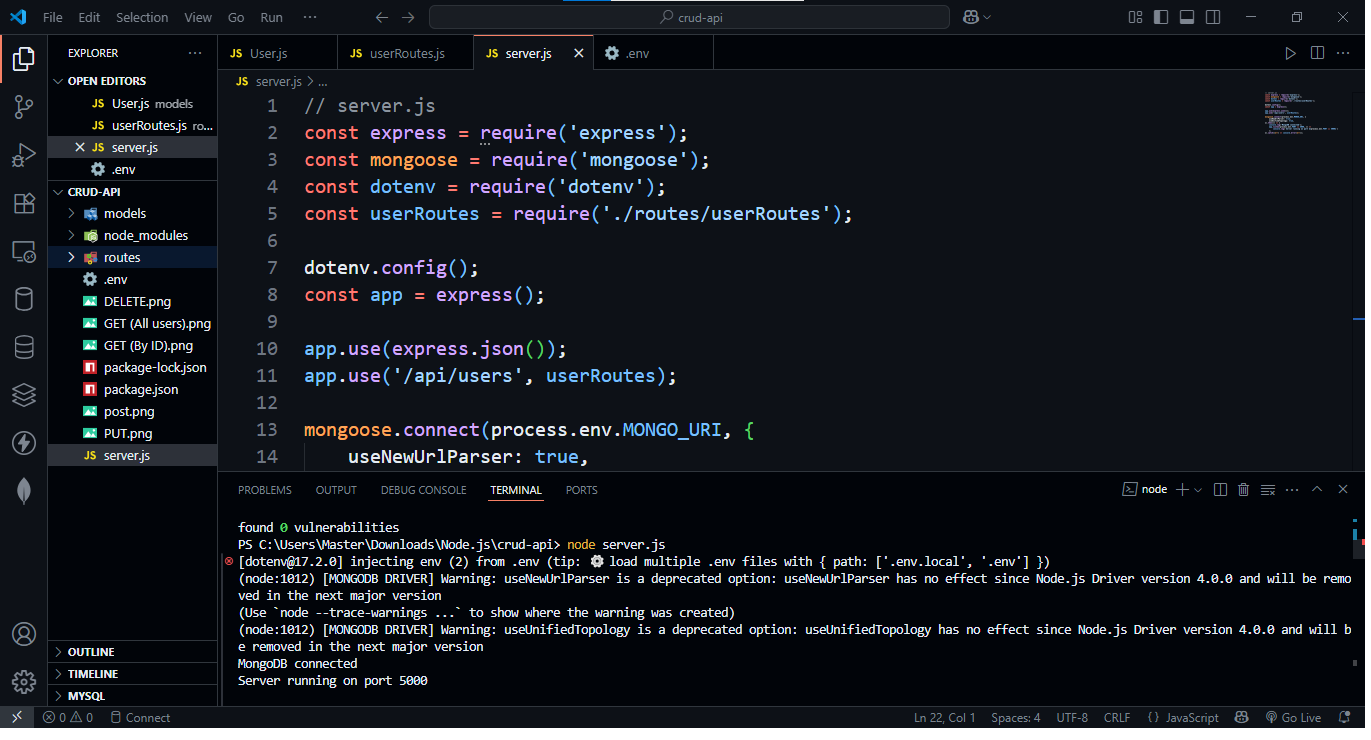 File Edit Selection View Go Run ···
crud-api
EXPLORER ···
OPEN EDITORS
JS User.js models
JS userRoutes.js ro...
JS server.js
.env
CRUD-API
models
node_modules
routes
.env
DELETE.png
GET (All users).png
GET (By ID).png
package-lock.json
package.json
post.png
PUT.png
JS server.js
OUTLINE
TIMELINE
MYSQL
JS User.js JS userRoutes.js JS server.js .env
JS server.js > ...
1 // server.js
2 const express = require('express');
3 const mongoose = require('mongoose');
4 const dotenv = require('dotenv');
5 const userRoutes = require('./routes/userRoutes');
6
7 dotenv.config();
8 const app = express();
9
10 app.use(express.json());
11 app.use('/api/users', userRoutes);
12
13 mongoose.connect(process.env.MONGO_URI, {
14 useNewUrlParser: true,
PROBLEMS OUTPUT DEBUG CONSOLE TERMINAL PORTS
node
found 0 vulnerabilities
PS C:\Users\Master\Downloads\Node.js\crud-api> node server.js
[dotenv@17.2.0] injecting env (2) from .env (tip: ⚙️ load multiple .env files with { path: ['.env.local', '.env'] })
(node:1012) [MONGODB DRIVER] Warning: useNewUrlParser is a deprecated option: useNewUrlParser has no effect since Node.js Driver version 4.0.0 and will be remo
ved in the next major version
(Use `node --trace-warnings ...` to show where the warning was created)
(node:1012) [MONGODB DRIVER] Warning: useUnifiedTopology is a deprecated option: useUnifiedTopology has no effect since Node.js Driver version 4.0.0 and will b
e removed in the next major version
MongoDB connected
Server running on port 5000
0 0 Connect
Ln 22, Col 1 Spaces: 4 UTF-8 CRLF {} JavaScript Go Live